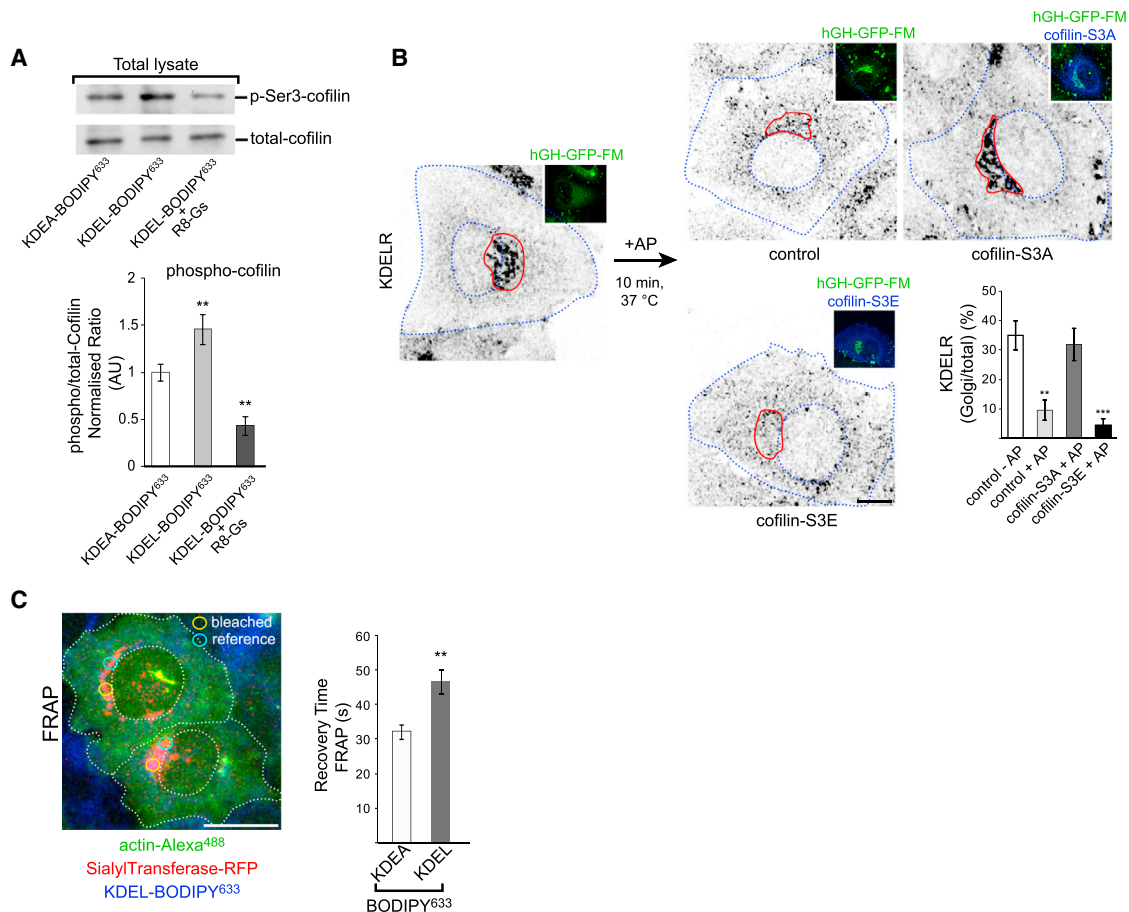 A
Total lysate
p-Ser3-cofilin
total-cofilin
KDEA-BODIPY⁶³³
KDEL-BODIPY⁶³³
KDEL-BODIPY⁶³³
+
R8-Gs
phospho-cofilin
phospho/total-Cofilin
Normalised Ratio
(AU)
2
1.5
1
0.5
0
**
**
KDEA-BODIPY⁶³³
KDEL-BODIPY⁶³³
KDEL-BODIPY⁶³³
+
R8-Gs
B
KDELR
hGH-GFP-FM
+AP
10 min,
37 °C
hGH-GFP-FM
control
hGH-GFP-FM
cofilin-S3A
cofilin-S3A
hGH-GFP-FM
cofilin-S3E
cofilin-S3E
KDELR
(Golgi/total) (%)
50
40
30
20
10
**
***
control - AP
control + AP
cofilin-S3A + AP
cofilin-S3E + AP
C
FRAP
bleached
reference
actin-Alexa⁴⁸⁸
SialylTransferase-RFP
KDEL-BODIPY⁶³³
Recovery Time
FRAP (s)
60
50
40
30
20
10
**
KDEA
KDEL
BODIPY⁶³³